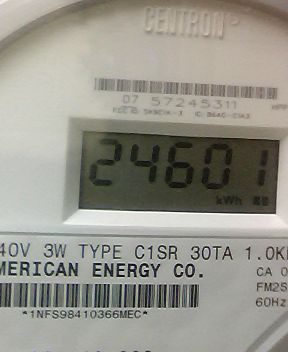 CENTRON
07 57245311
24601
kWh
40V 3W TYPE C1SR 30TA 1.0K
MERICAN ENERGY CO.
CA 0
FM2S
60Hz
*1NFS98410366MEC*